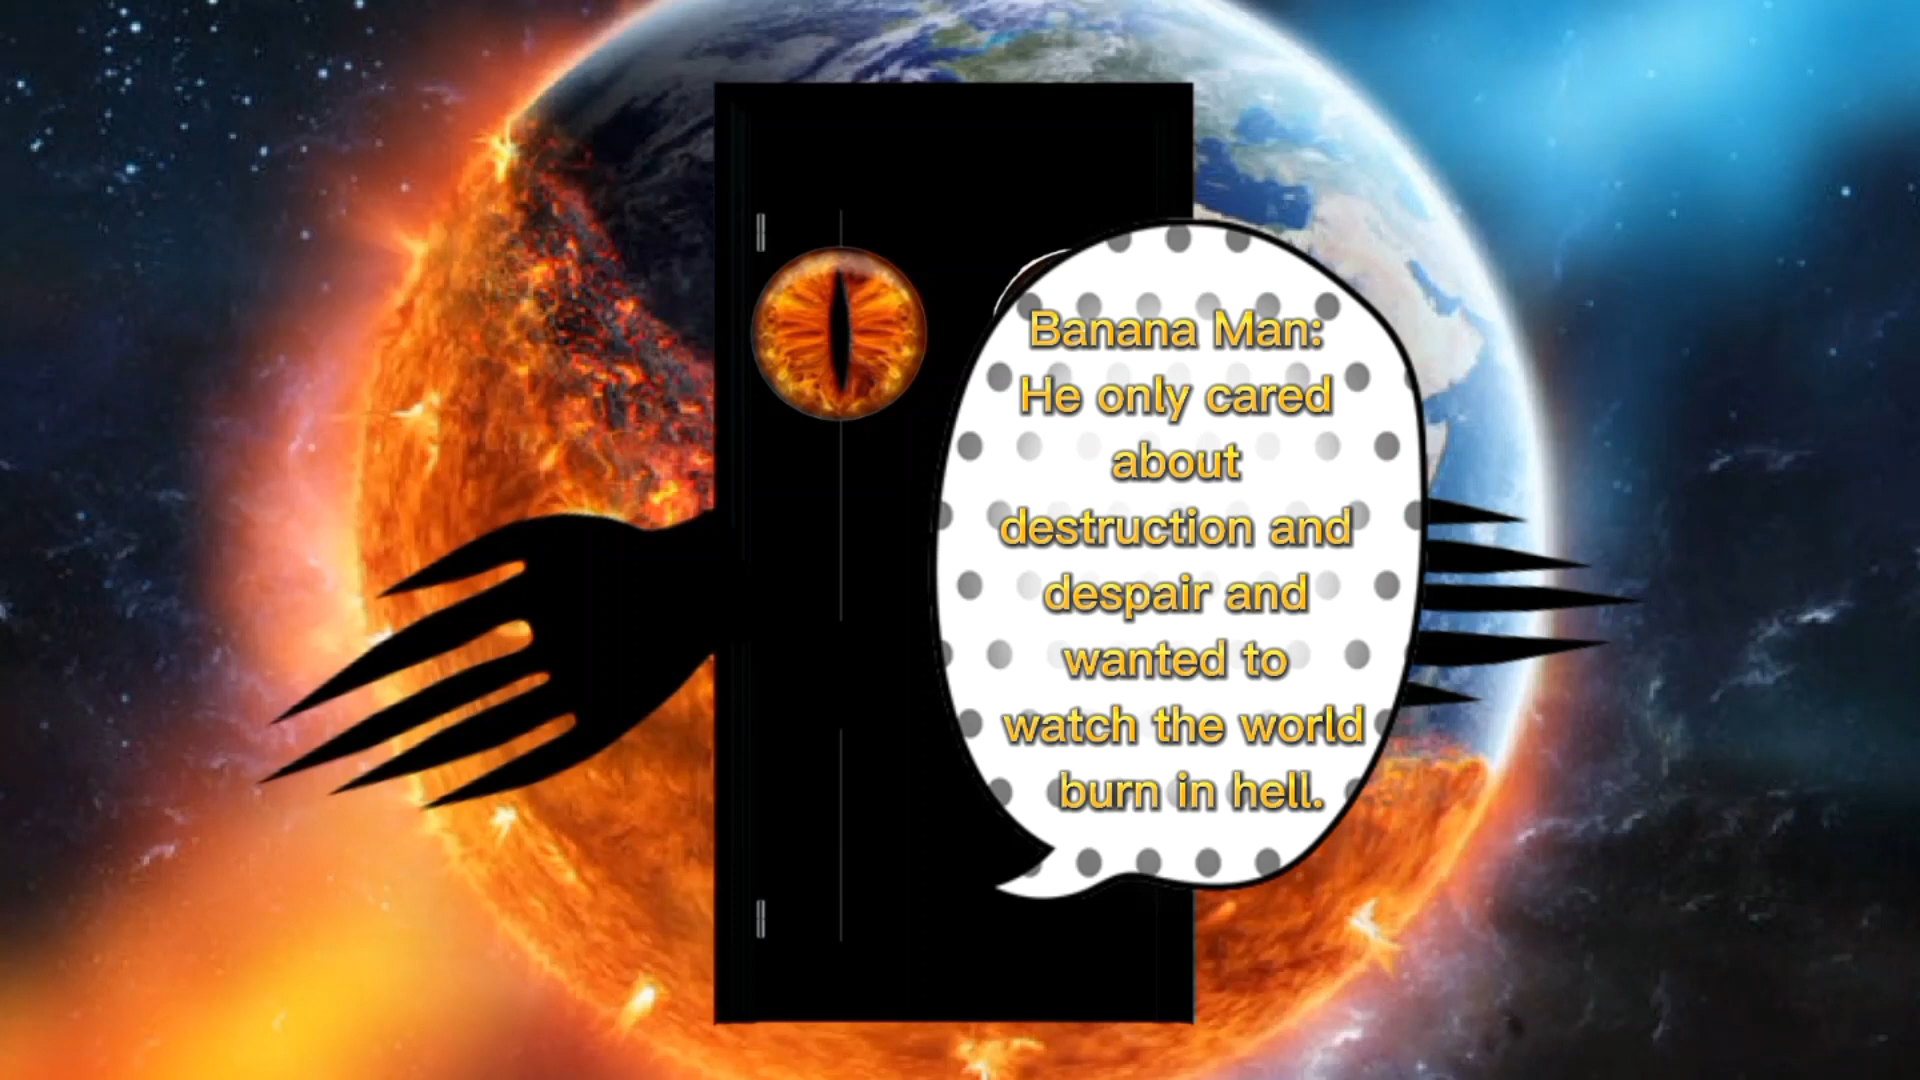 Banana Man:
He only cared
about
destruction and
despair and
wanted to
watch the world
burn in hell.